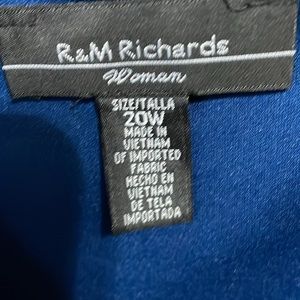 R&M Richards
Woman
SIZE/TALLA
20W
MADE IN
VIETNAM
OF IMPORTED
FABRIC
HECHO EN
VIETNAM
DE TELA
IMPORTADA